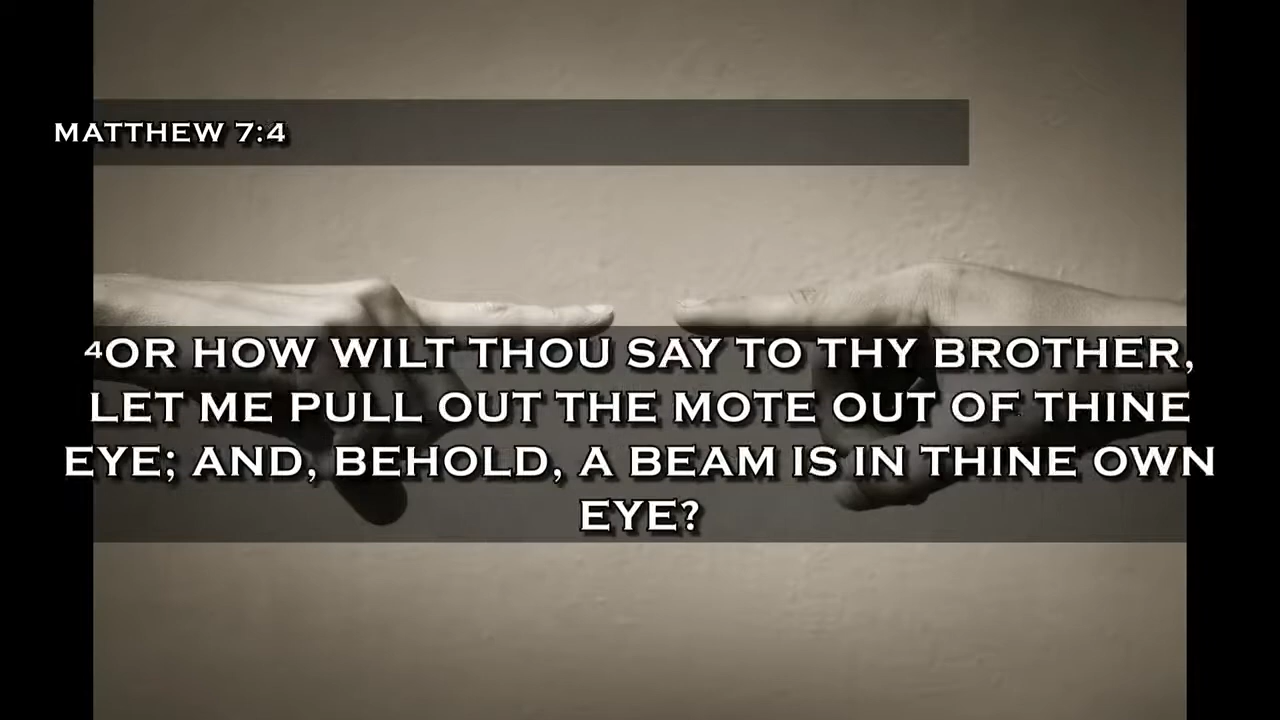 MATTHEW 7:4
⁴OR HOW WILT THOU SAY TO THY BROTHER,
LET ME PULL OUT THE MOTE OUT OF THINE
EYE; AND, BEHOLD, A BEAM IS IN THINE OWN
EYE?